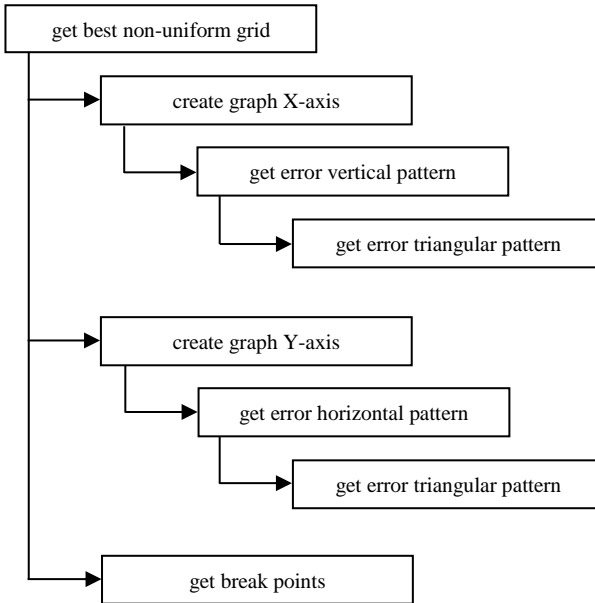 get best non-uniform grid
create graph X-axis
get error vertical pattern
get error triangular pattern
create graph Y-axis
get error horizontal pattern
get error triangular pattern
get break points